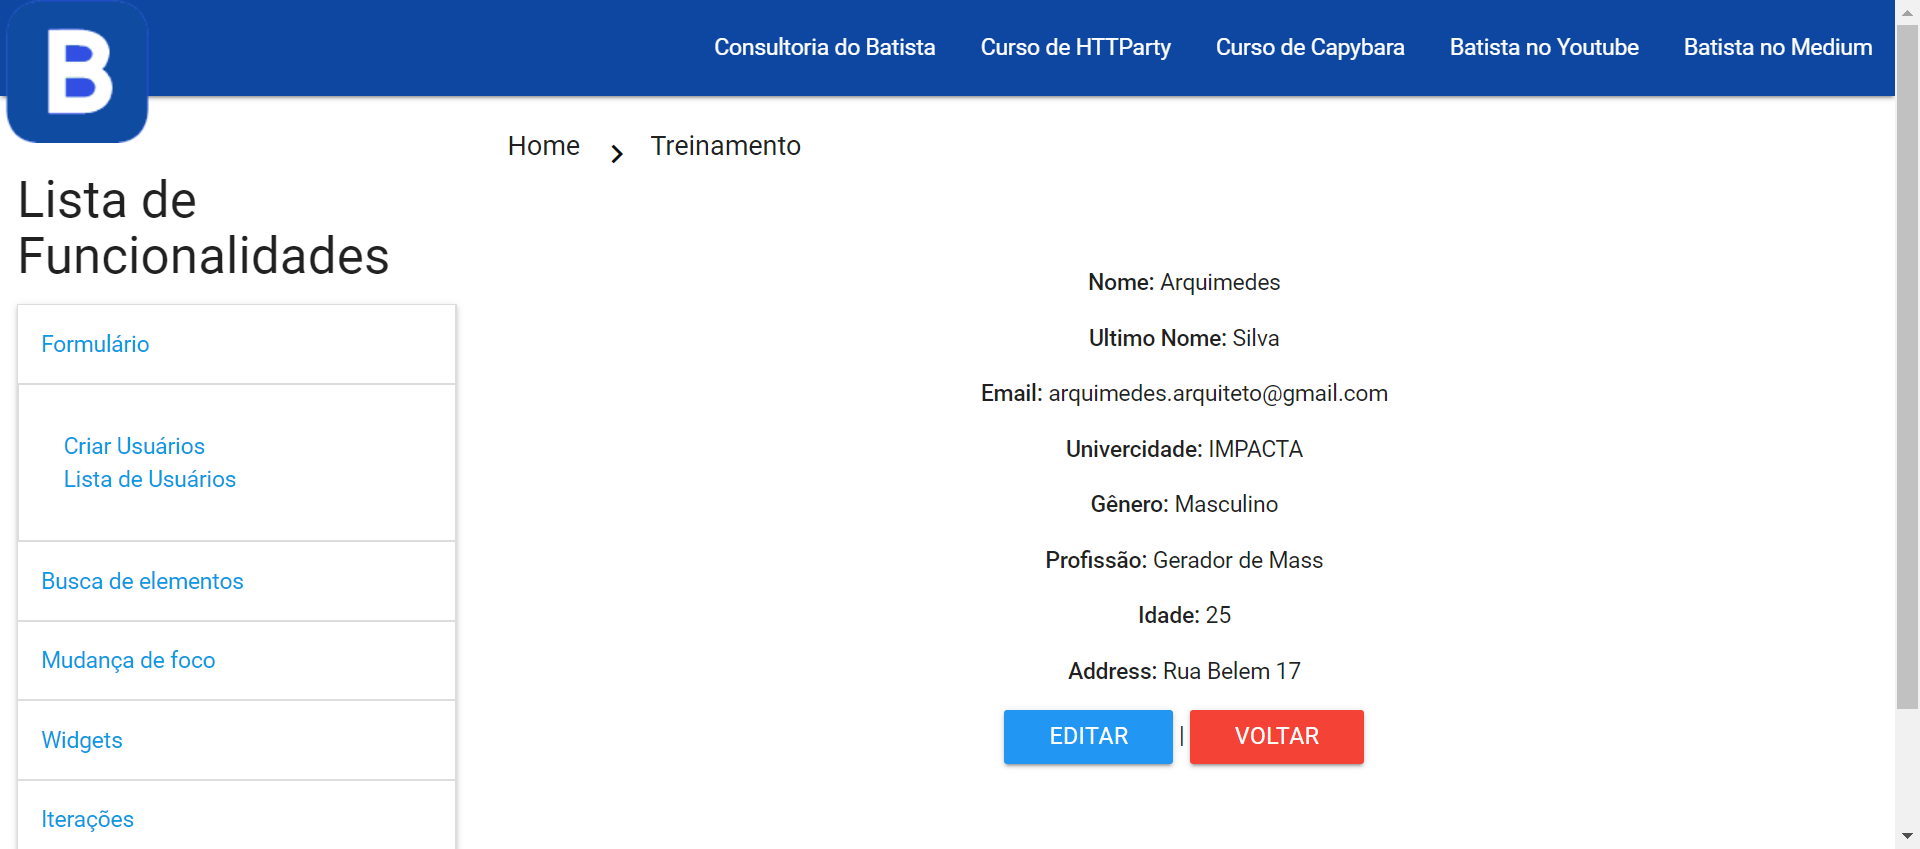 B
Consultoria do Batista
Curso de HTTParty
Curso de Capybara
Batista no Youtube
Batista no Medium
Home
Treinamento
Lista de
Funcionalidades
Formulário
Criar Usuários
Lista de Usuários
Busca de elementos
Mudança de foco
Widgets
Iterações
Nome: Arquimedes
Ultimo Nome: Silva
Email: arquimedes.arquiteto@gmail.com
Univercidade: IMPACTA
Gênero: Masculino
Profissão: Gerador de Mass
Idade: 25
Address: Rua Belem 17
EDITAR | VOLTAR